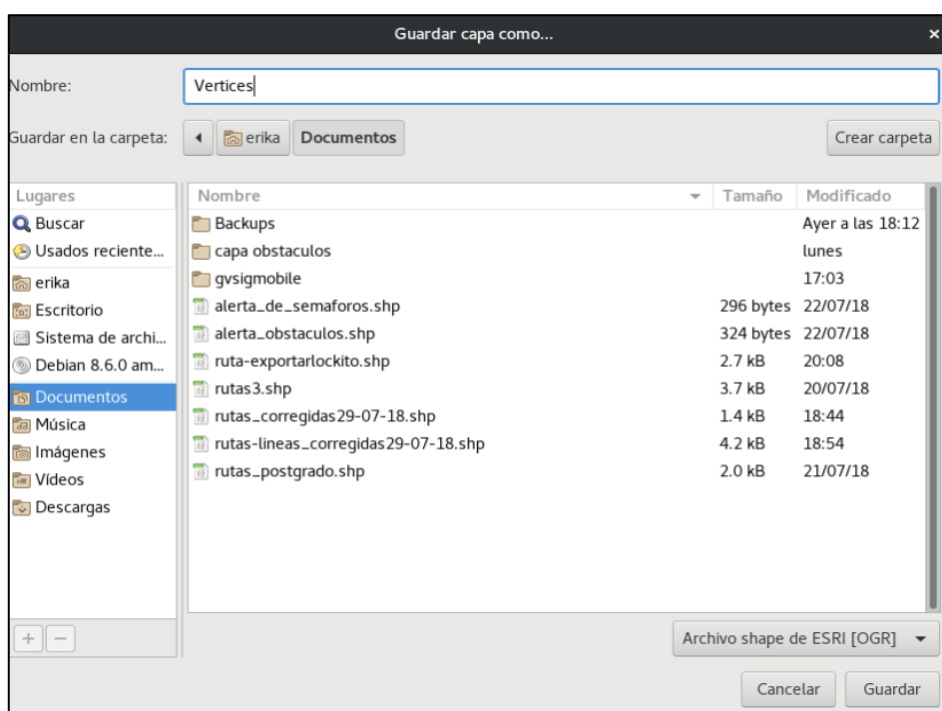 Guardar capa como... ×
Nombre: Vertices
Guardar en la carpeta: erika Documentos Crear carpeta
Lugares Nombre Tamaño Modificado
Buscar Backups Ayer a las 18:12
Usados reciente... capa obstaculos lunes
erika gvsigmobile 17:03
Escritorio alerta_de_semaforos.shp 296 bytes 22/07/18
Sistema de archi... alerta_obstaculos.shp 324 bytes 22/07/18
Debian 8.6.0 am... ruta-exportarlockito.shp 2.7 kB 20:08
Documentos rutas3.shp 3.7 kB 20/07/18
Música rutas_corregidas29-07-18.shp 1.4 kB 18:44
Imágenes rutas-lineas_corregidas29-07-18.shp 4.2 kB 18:54
Vídeos rutas_postgrado.shp 2.0 kB 21/07/18
Descargas
+ − Archivo shape de ESRI [OGR]
Cancelar Guardar